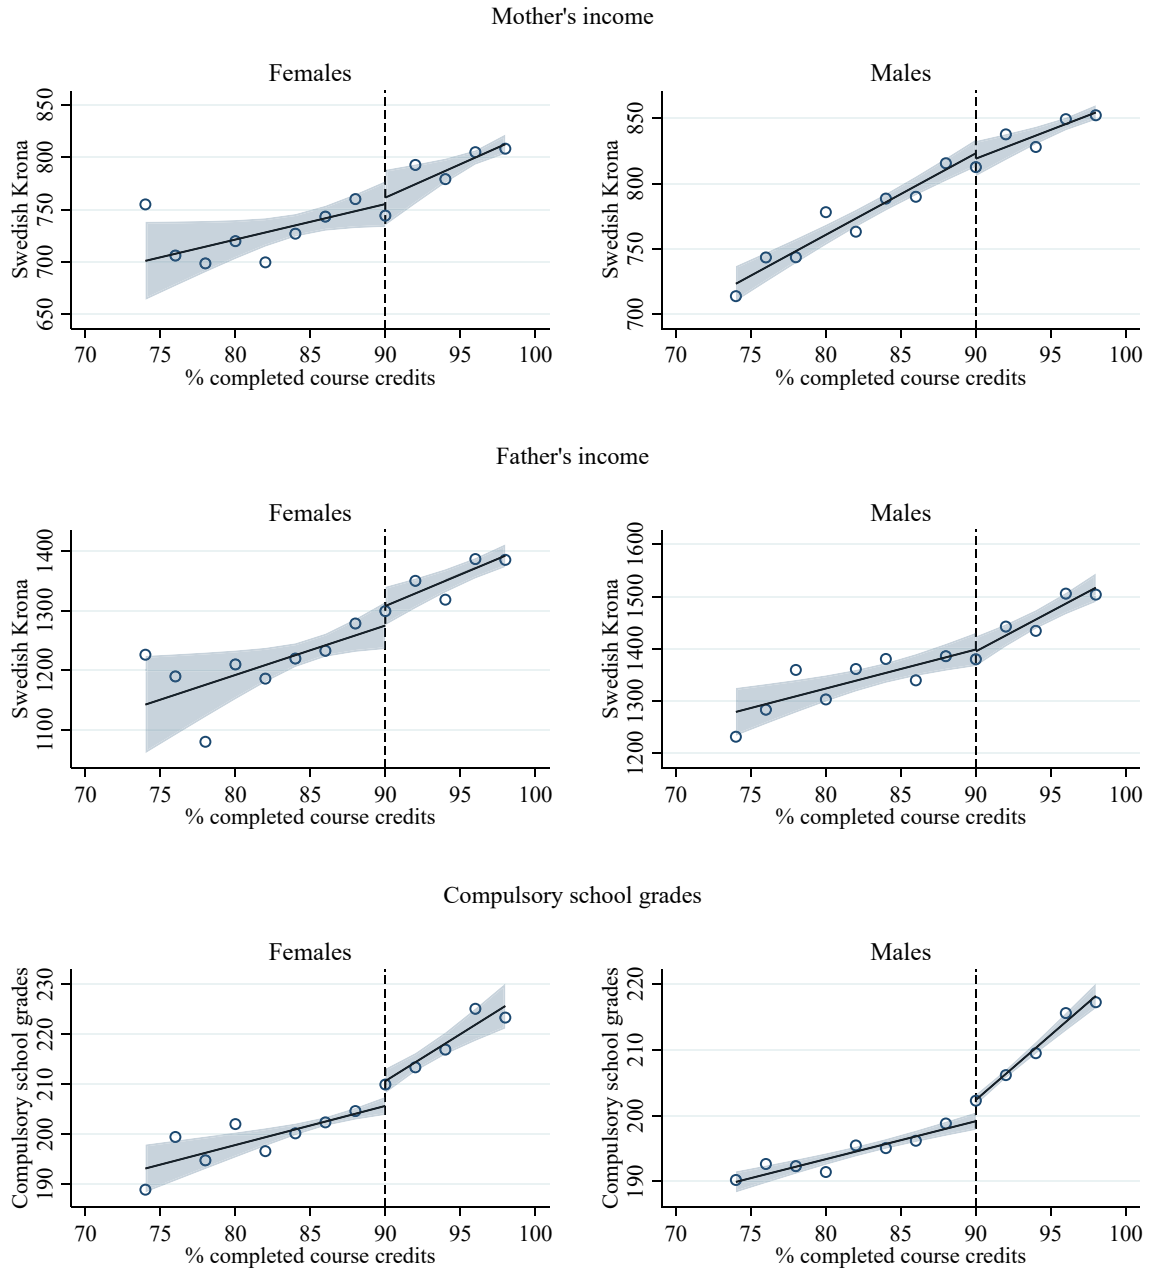 Mother's income
Females
Males
Swedish Krona
850
800
750
700
650
70 75 80 85 90 95 100
% completed course credits
Swedish Krona
850
800
750
700
70 75 80 85 90 95 100
% completed course credits
Father's income
Females
Males
Swedish Krona
1400
1300
1200
1100
70 75 80 85 90 95 100
% completed course credits
Swedish Krona
1600
1500
1400
1300
1200
70 75 80 85 90 95 100
% completed course credits
Compulsory school grades
Females
Males
Compulsory school grades
230
220
210
200
190
70 75 80 85 90 95 100
% completed course credits
Compulsory school grades
220
210
200
190
70 75 80 85 90 95 100
% completed course credits